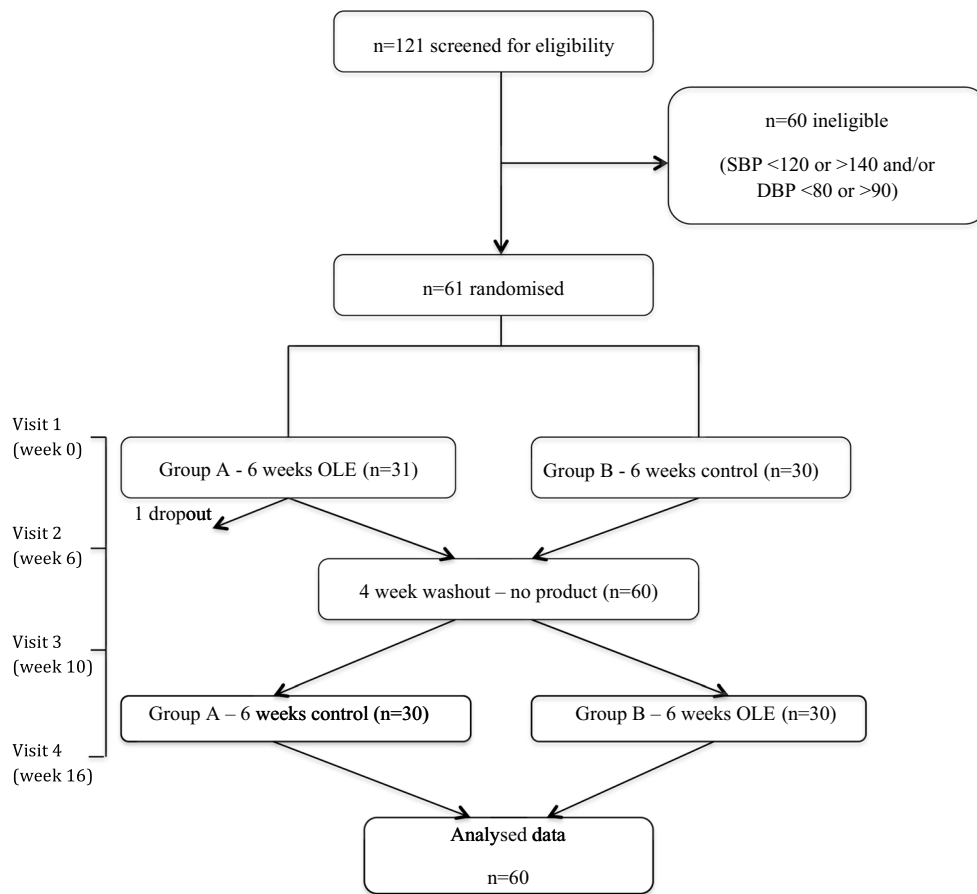 n=121 screened for eligibility
n=60 ineligible
(SBP <120 or >140 and/or
DBP <80 or >90)
n=61 randomised
Visit 1
(week 0)
Group A - 6 weeks OLE (n=31)
Group B - 6 weeks control (n=30)
1 dropout
Visit 2
(week 6)
4 week washout – no product (n=60)
Visit 3
(week 10)
Group A – 6 weeks control (n=30)
Group B – 6 weeks OLE (n=30)
Visit 4
(week 16)
Analysed data
n=60